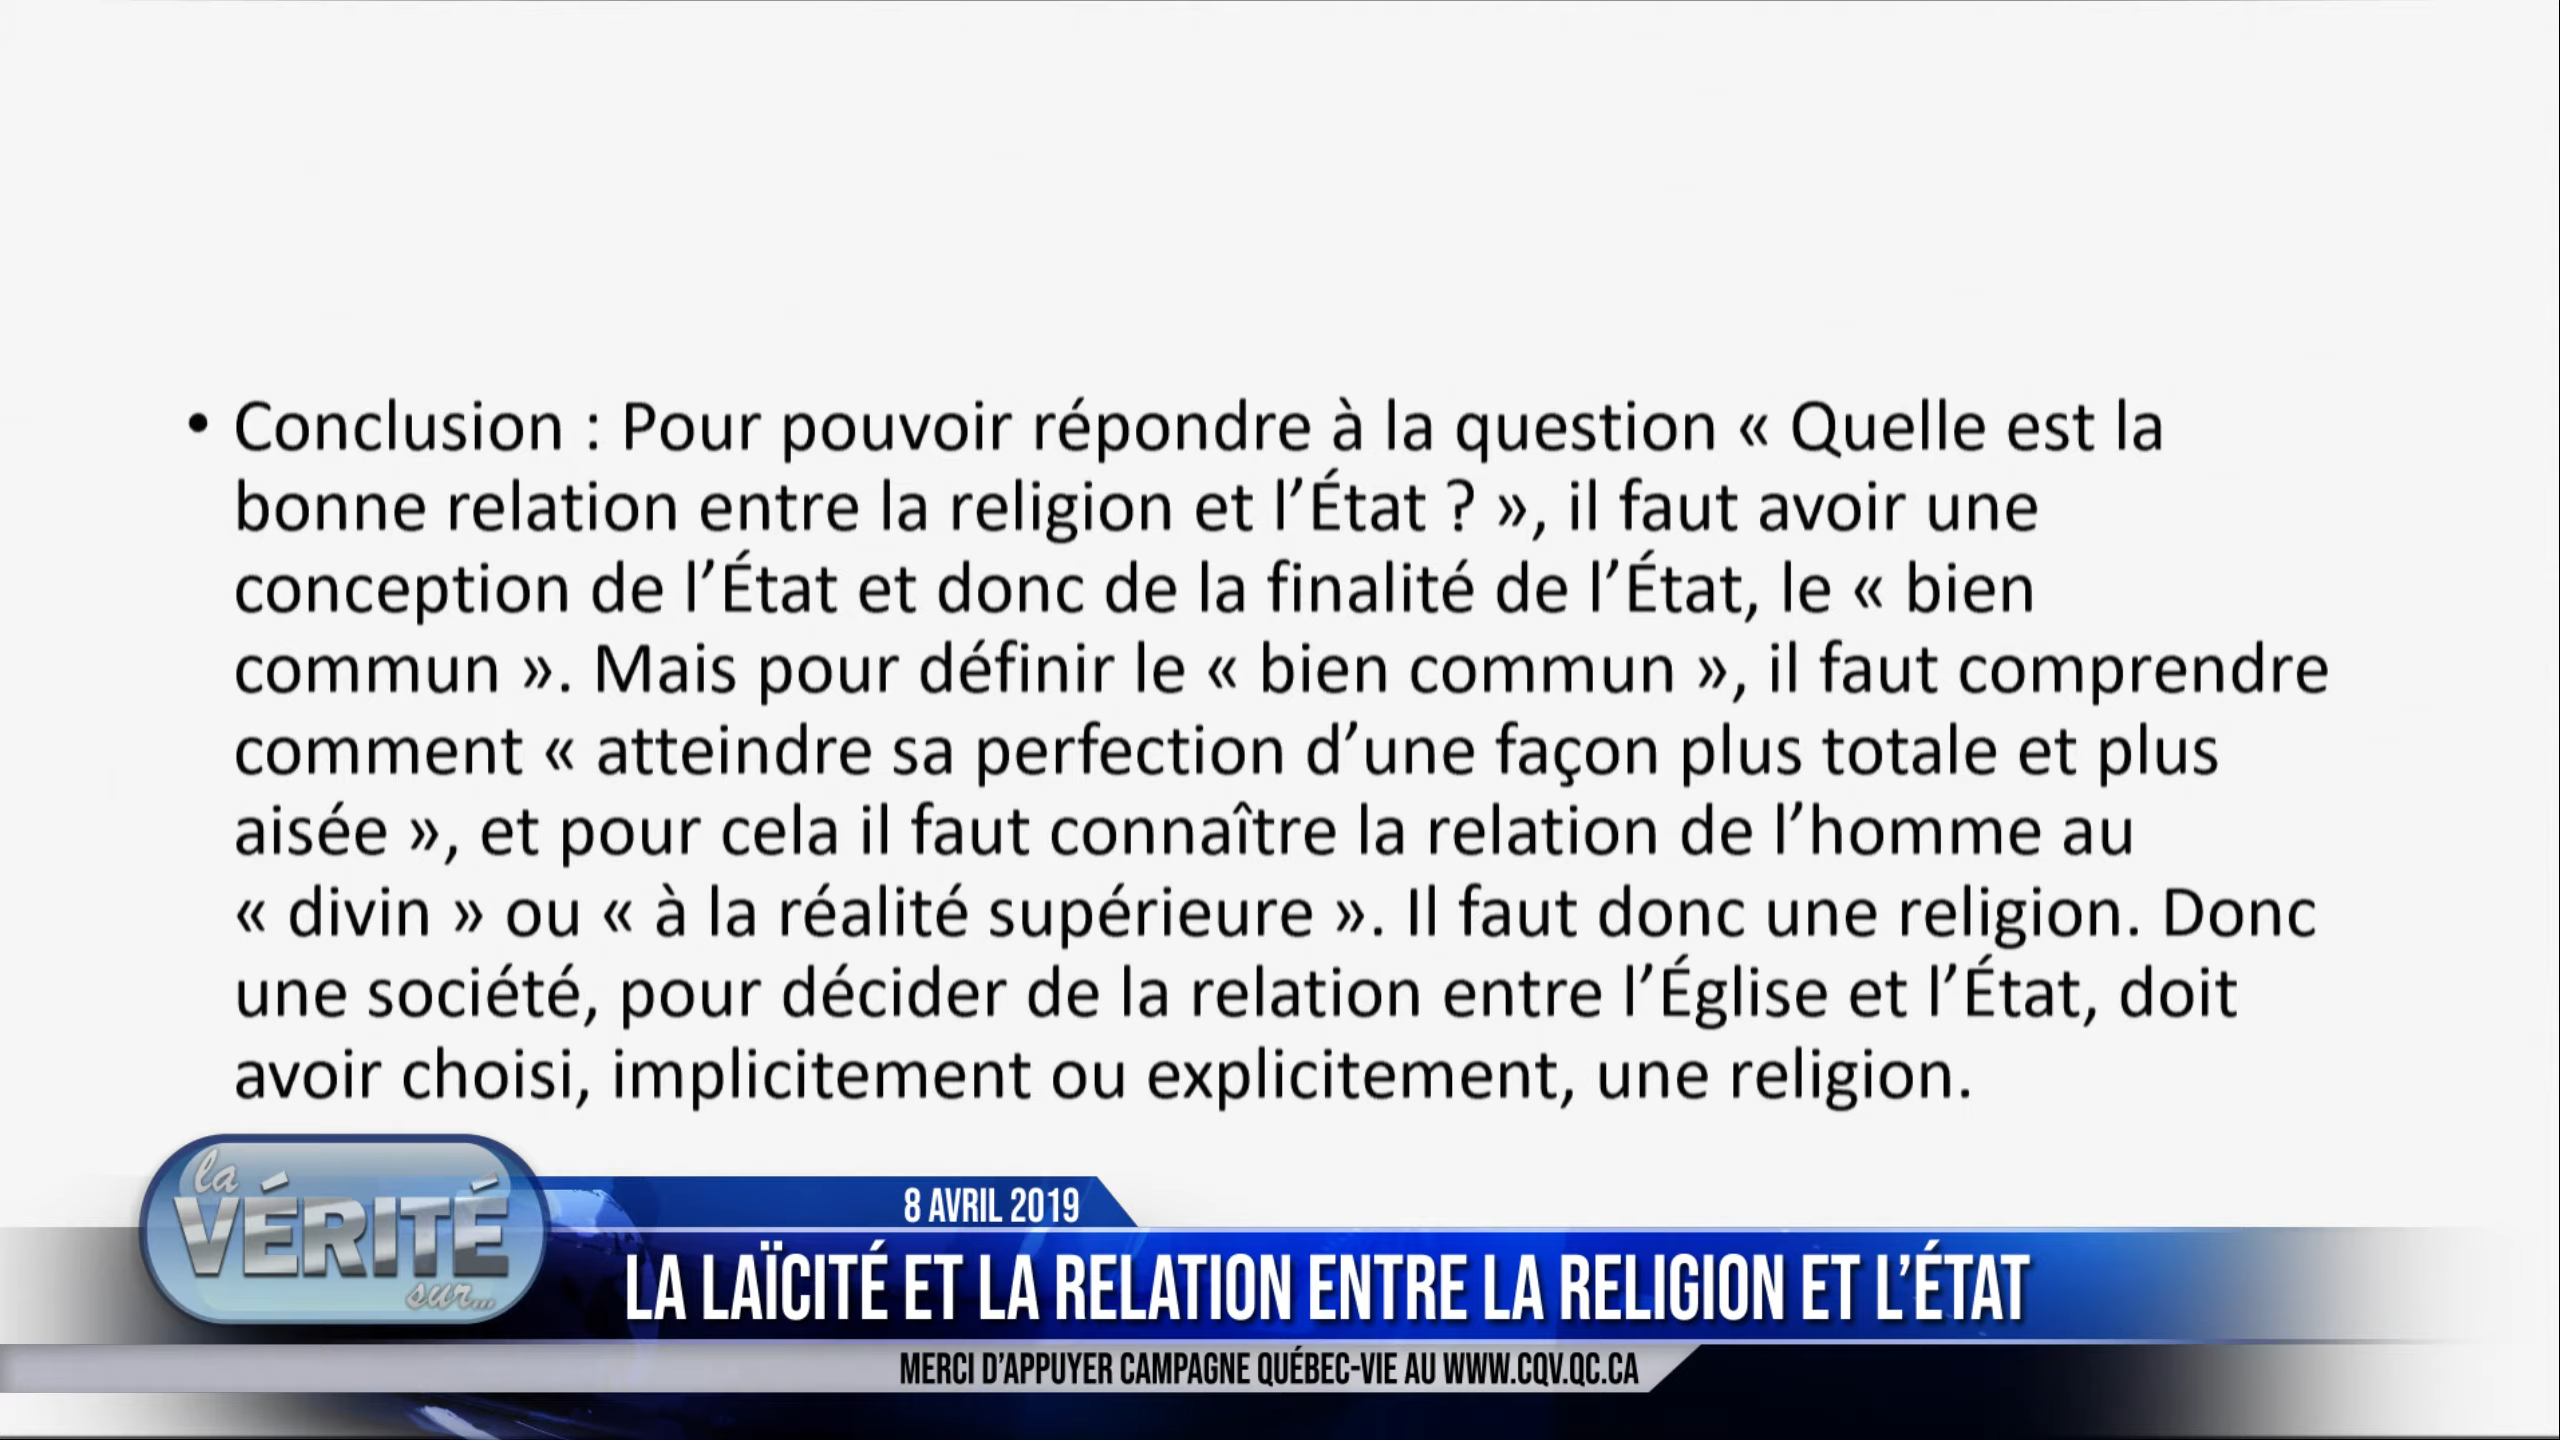 • Conclusion : Pour pouvoir répondre à la question « Quelle est la
bonne relation entre la religion et l’État ? », il faut avoir une
conception de l’État et donc de la finalité de l’État, le « bien
commun ». Mais pour définir le « bien commun », il faut comprendre
comment « atteindre sa perfection d’une façon plus totale et plus
aisée », et pour cela il faut connaître la relation de l’homme au
« divin » ou « à la réalité supérieure ». Il faut donc une religion. Donc
une société, pour décider de la relation entre l’Église et l’État, doit
avoir choisi, implicitement ou explicitement, une religion.
la
VÉRITÉ
sur...
8 AVRIL 2019
LA LAÏCITÉ ET LA RELATION ENTRE LA RELIGION ET L’ÉTAT
MERCI D’APPUYER CAMPAGNE QUÉBEC-VIE AU WWW.CQV.QC.CA